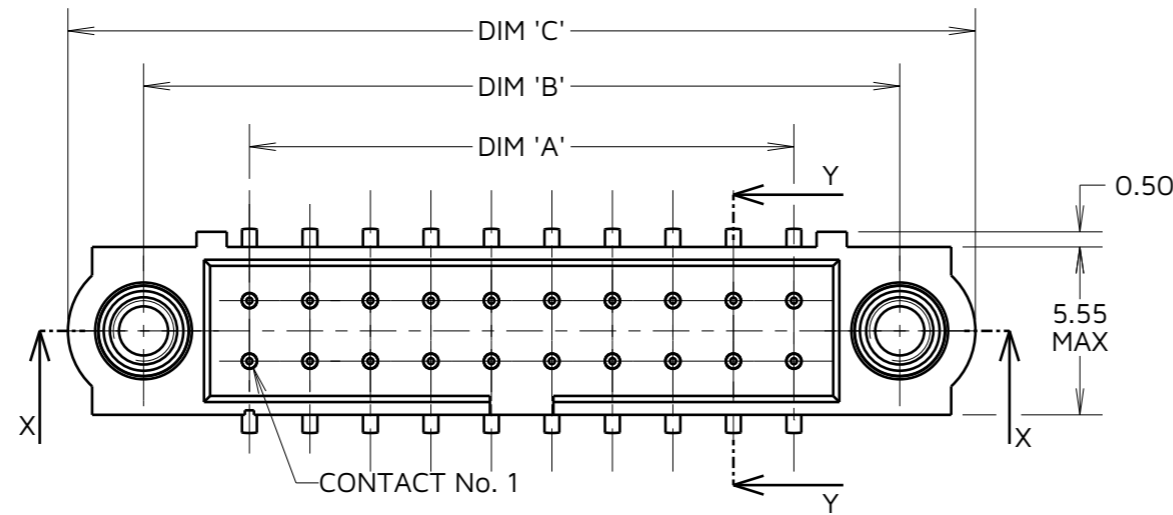 DIM 'C'
DIM 'B'
DIM 'A'
Y
0.50
5.55
MAX
X
X
CONTACT No. 1
Y